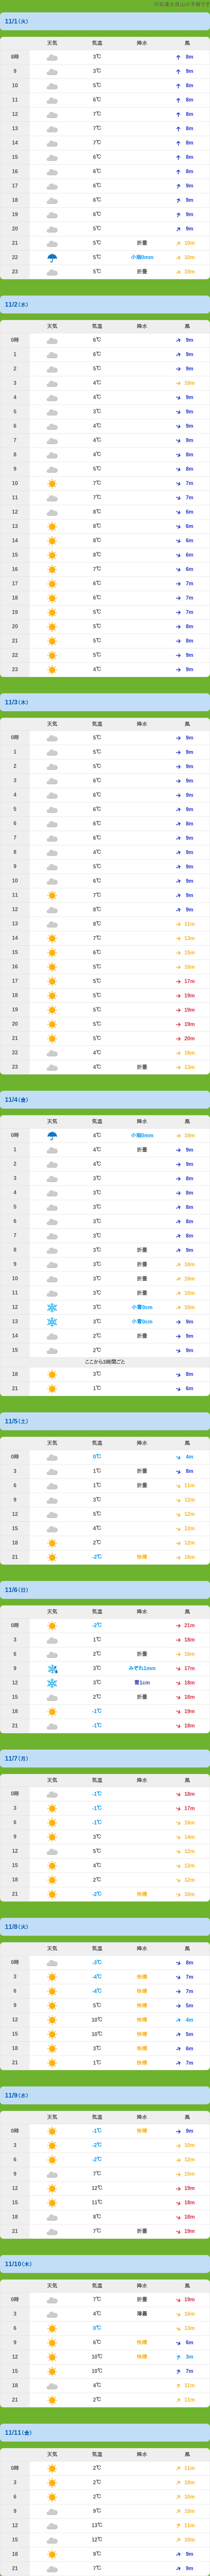 ※安達太良山の予報です
11/1(火)
天気 気温 降水 風
8時 3℃ 8m
9 3℃ 9m
10 5℃ 8m
11 6℃ 8m
12 7℃ 8m
13 7℃ 8m
14 7℃ 8m
15 6℃ 8m
16 6℃ 8m
17 6℃ 9m
18 6℃ 9m
19 6℃ 9m
20 5℃ 9m
21 5℃ 折曇 10m
22 5℃ 小雨0mm 10m
23 5℃ 折曇 10m
11/2(水)
天気 気温 降水 風
0時 6℃ 9m
1 6℃ 9m
2 5℃ 9m
3 4℃ 10m
4 4℃ 9m
5 3℃ 9m
6 4℃ 9m
7 4℃ 9m
8 4℃ 8m
9 5℃ 8m
10 7℃ 7m
11 7℃ 7m
12 8℃ 6m
13 8℃ 6m
14 8℃ 6m
15 8℃ 6m
16 7℃ 6m
17 6℃ 7m
18 6℃ 7m
19 5℃ 7m
20 5℃ 8m
21 5℃ 8m
22 5℃ 9m
23 4℃ 9m
11/3(木)
天気 気温 降水 風
0時 5℃ 9m
1 5℃ 9m
2 5℃ 9m
3 6℃ 9m
4 6℃ 9m
5 6℃ 9m
6 6℃ 8m
7 6℃ 9m
8 4℃ 9m
9 5℃ 9m
10 6℃ 9m
11 7℃ 9m
12 8℃ 9m
13 8℃ 11m
14 7℃ 13m
15 6℃ 15m
16 5℃ 16m
17 5℃ 17m
18 5℃ 19m
19 5℃ 19m
20 5℃ 19m
21 5℃ 20m
22 4℃ 16m
23 4℃ 折曇 13m
11/4(金)
天気 気温 降水 風
0時 4℃ 小雨0mm 10m
1 4℃ 折曇 9m
2 4℃ 9m
3 3℃ 8m
4 3℃ 8m
5 3℃ 8m
6 3℃ 8m
7 3℃ 8m
8 3℃ 折曇 9m
9 3℃ 折曇 10m
10 3℃ 折曇 10m
11 3℃ 折曇 10m
12 3℃ 小雪0cm 10m
13 3℃ 小雪0cm 9m
14 2℃ 折曇 9m
15 2℃ 9m
ここから3時間ごと
18 3℃ 8m
21 1℃ 6m
11/5(土)
天気 気温 降水 風
0時 0℃ 4m
3 1℃ 折曇 8m
6 1℃ 折曇 11m
9 3℃ 12m
12 5℃ 12m
15 4℃ 12m
18 2℃ 12m
21 -2℃ 快晴 16m
11/6(日)
天気 気温 降水 風
0時 -2℃ 21m
3 1℃ 18m
6 2℃ 折曇 16m
9 3℃ みぞれ1mm 17m
12 3℃ 雪1cm 18m
15 2℃ 折曇 18m
18 -1℃ 19m
21 -1℃ 18m
11/7(月)
天気 気温 降水 風
0時 -1℃ 18m
3 -1℃ 17m
6 -1℃ 16m
9 3℃ 14m
12 5℃ 12m
15 4℃ 12m
18 2℃ 12m
21 -2℃ 快晴 10m
11/8(火)
天気 気温 降水 風
0時 -3℃ 8m
3 -4℃ 快晴 7m
6 -4℃ 快晴 7m
9 5℃ 快晴 5m
12 10℃ 快晴 4m
15 10℃ 快晴 5m
18 3℃ 快晴 6m
21 1℃ 快晴 7m
11/9(水)
天気 気温 降水 風
0時 -1℃ 快晴 9m
3 -2℃ 10m
6 -2℃ 12m
9 7℃ 15m
12 12℃ 19m
15 11℃ 18m
18 8℃ 18m
21 7℃ 折曇 19m
11/10(木)
天気 気温 降水 風
0時 7℃ 折曇 19m
3 4℃ 薄曇 16m
6 0℃ 13m
9 6℃ 快晴 6m
12 10℃ 快晴 3m
15 10℃ 7m
18 4℃ 11m
21 2℃ 11m
11/11(金)
天気 気温 降水 風
0時 2℃ 11m
3 2℃ 10m
6 2℃ 10m
9 9℃ 10m
12 13℃ 11m
15 12℃ 10m
18 9℃ 9m
21 7℃ 9m